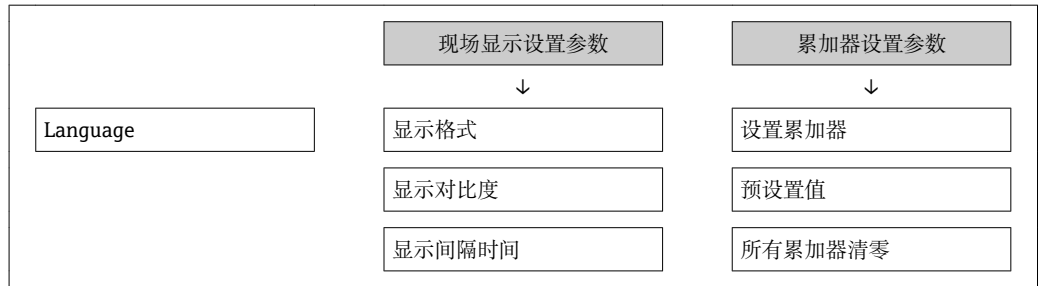 现场显示设置参数
累加器设置参数
↓
↓
Language
显示格式
设置累加器
显示对比度
预设置值
显示间隔时间
所有累加器清零